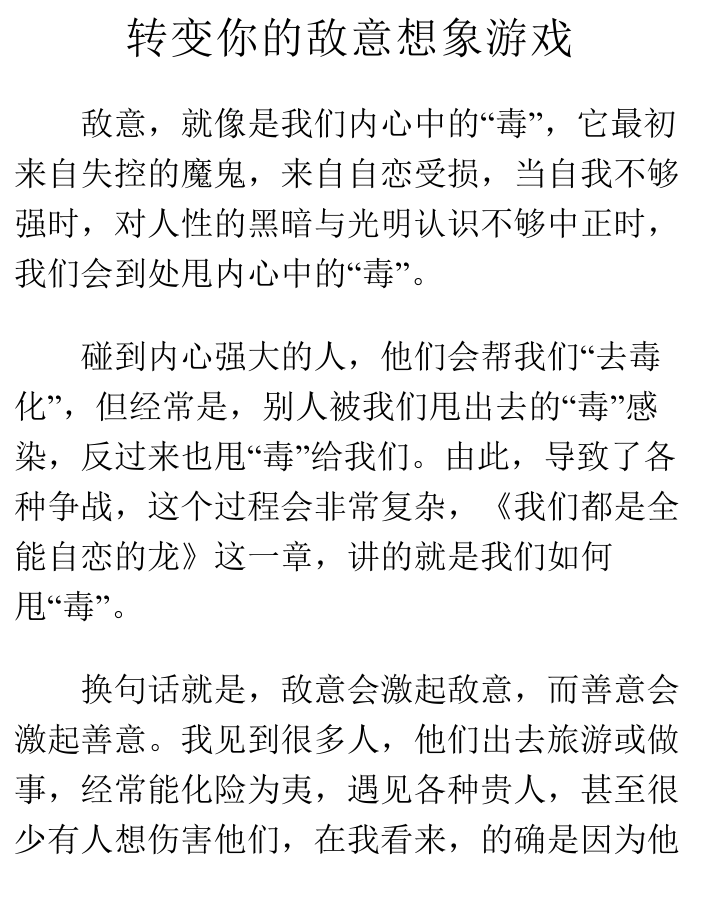 转变你的敌意想象游戏
敌意，就像是我们内心中的“毒”，它最初
来自失控的魔鬼，来自自恋受损，当自我不够
强时，对人性的黑暗与光明认识不够中正时，
我们会到处甩内心中的“毒”。
碰到内心强大的人，他们会帮我们“去毒
化”，但经常是，别人被我们甩出去的“毒”感
染，反过来也甩“毒”给我们。由此，导致了各
种争战，这个过程会非常复杂，《我们都是全
能自恋的龙》这一章，讲的就是我们如何
甩“毒”。
换句话就是，敌意会激起敌意，而善意会
激起善意。我见到很多人，他们出去旅游或做
事，经常能化险为夷，遇见各种贵人，甚至很
少有人想伤害他们，在我看来，的确是因为他